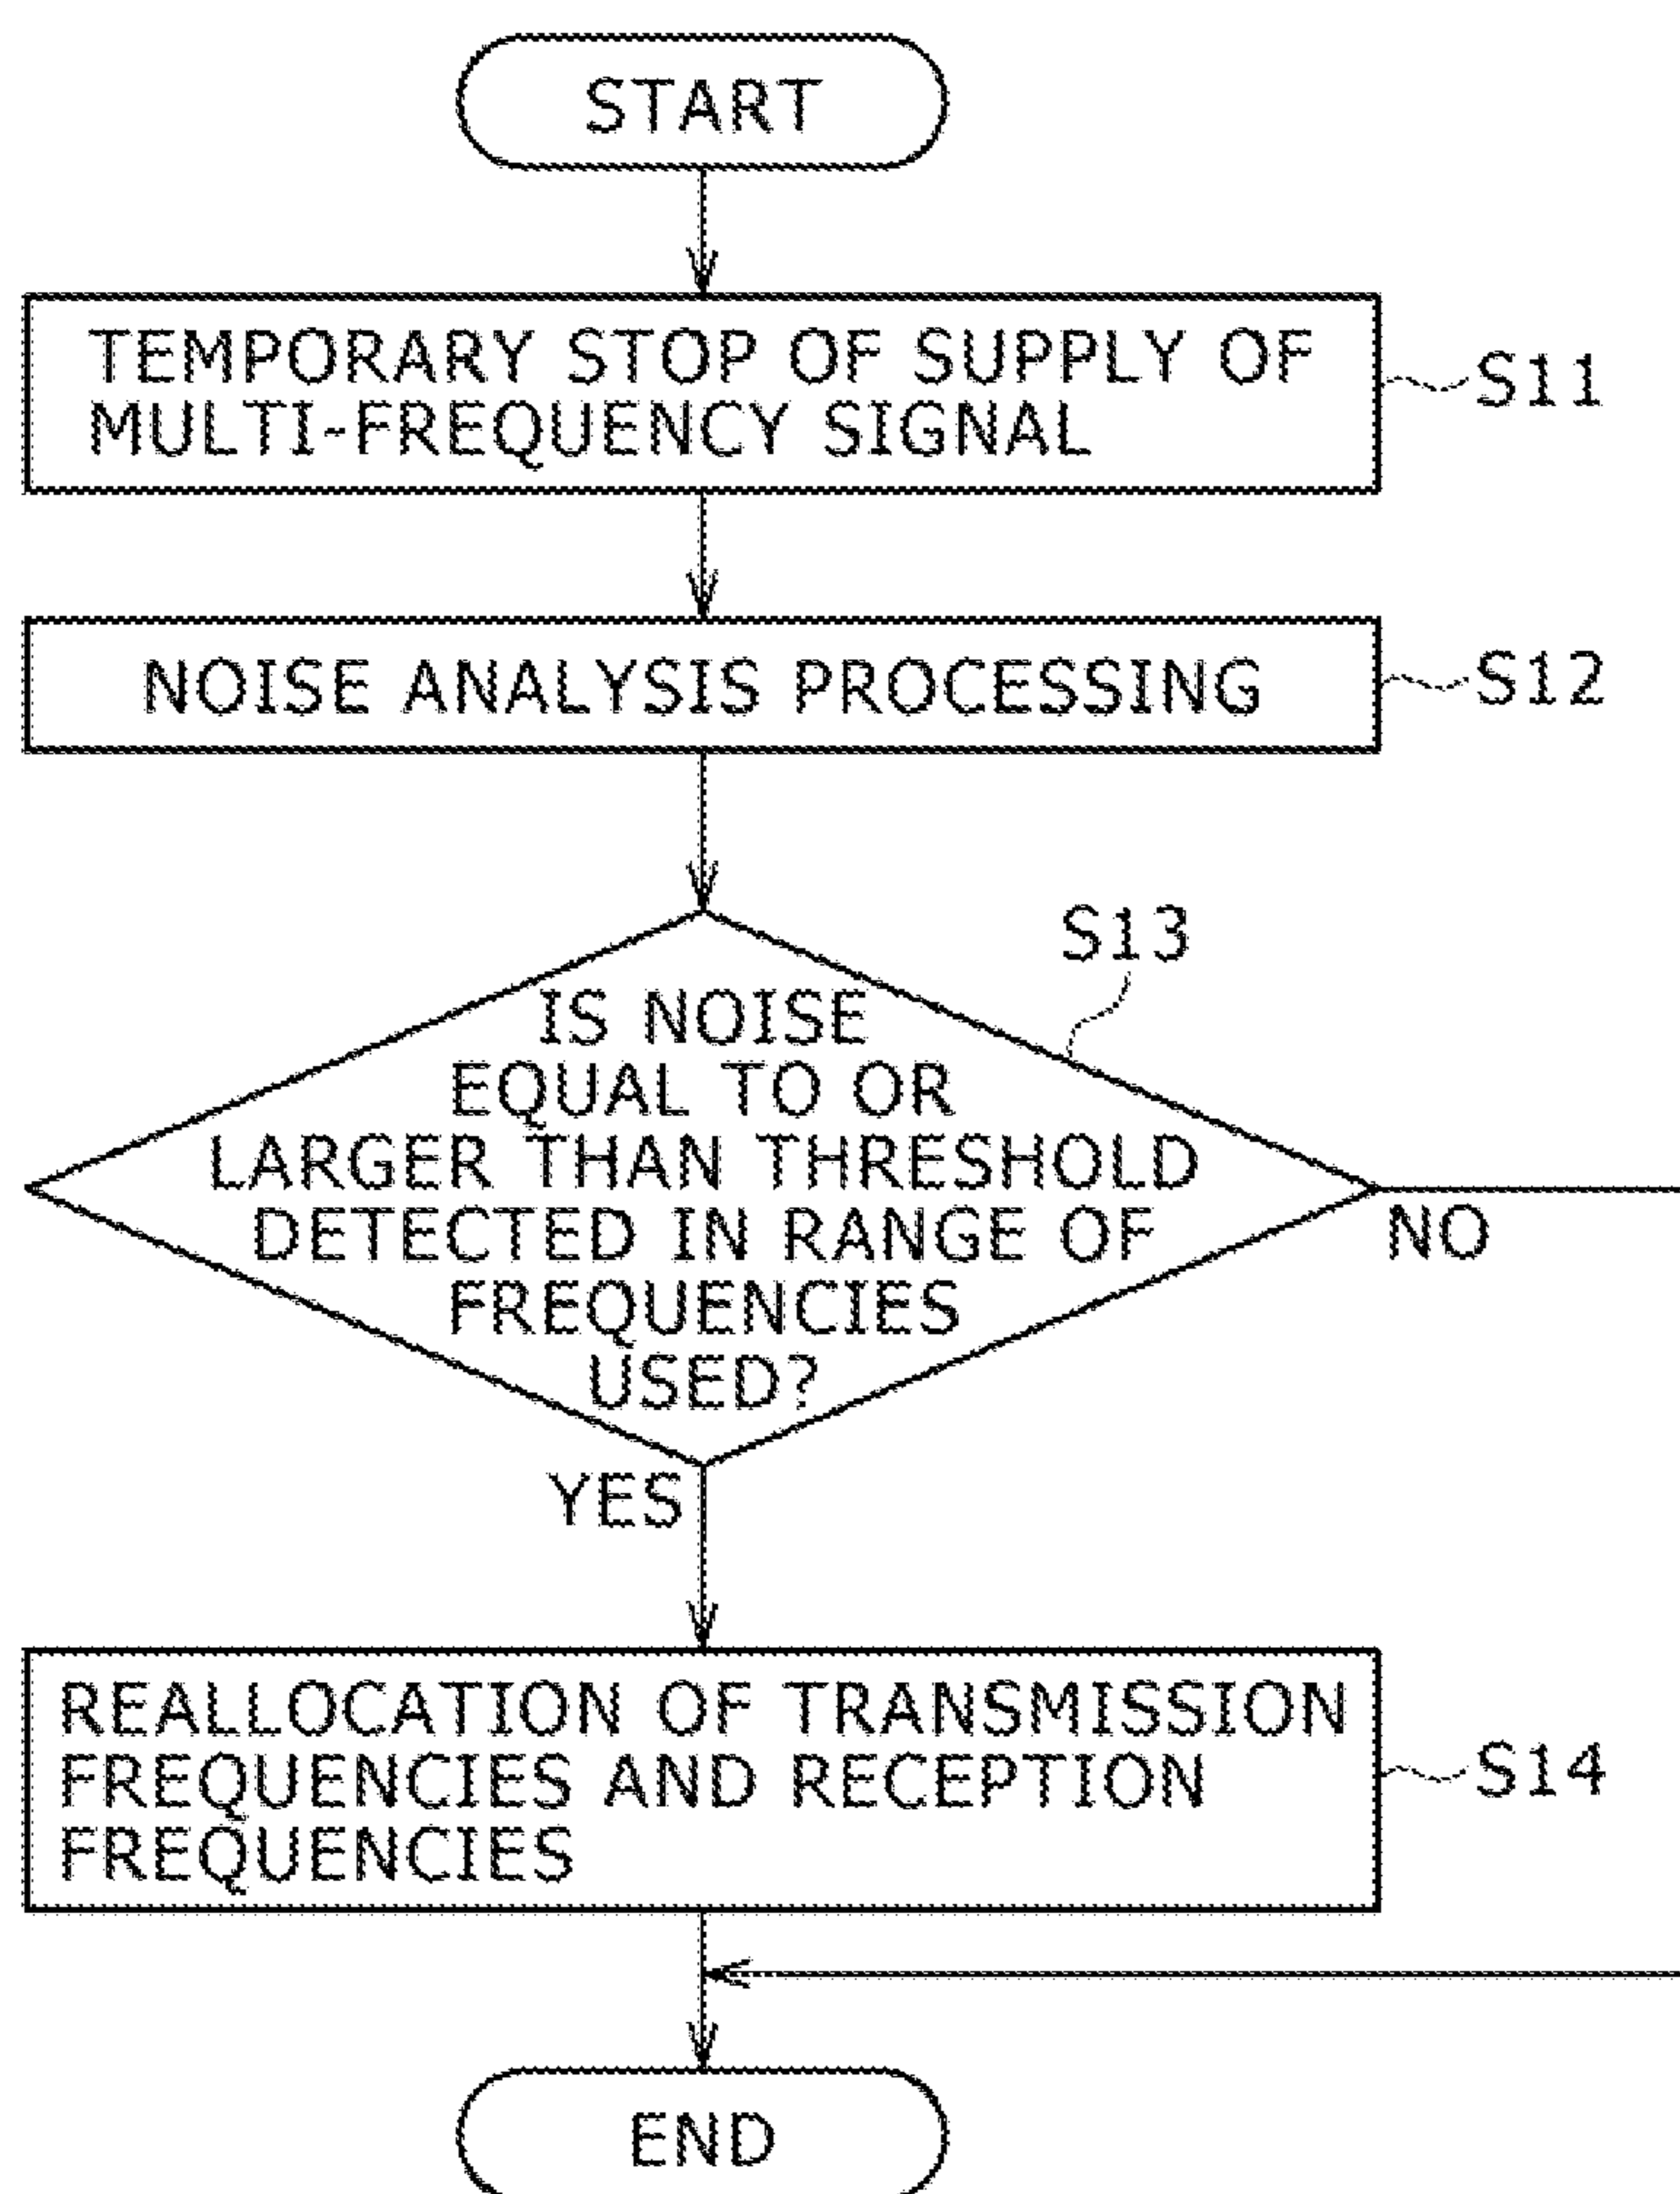 START
TEMPORARY STOP OF SUPPLY OF
MULTI-FREQUENCY SIGNAL
S11
NOISE ANALYSIS PROCESSING
S12
S13
IS NOISE
EQUAL TO OR
LARGER THAN THRESHOLD
DETECTED IN RANGE OF
FREQUENCIES
USED?
NO
YES
REALLOCATION OF TRANSMISSION
FREQUENCIES AND RECEPTION
FREQUENCIES
S14
END